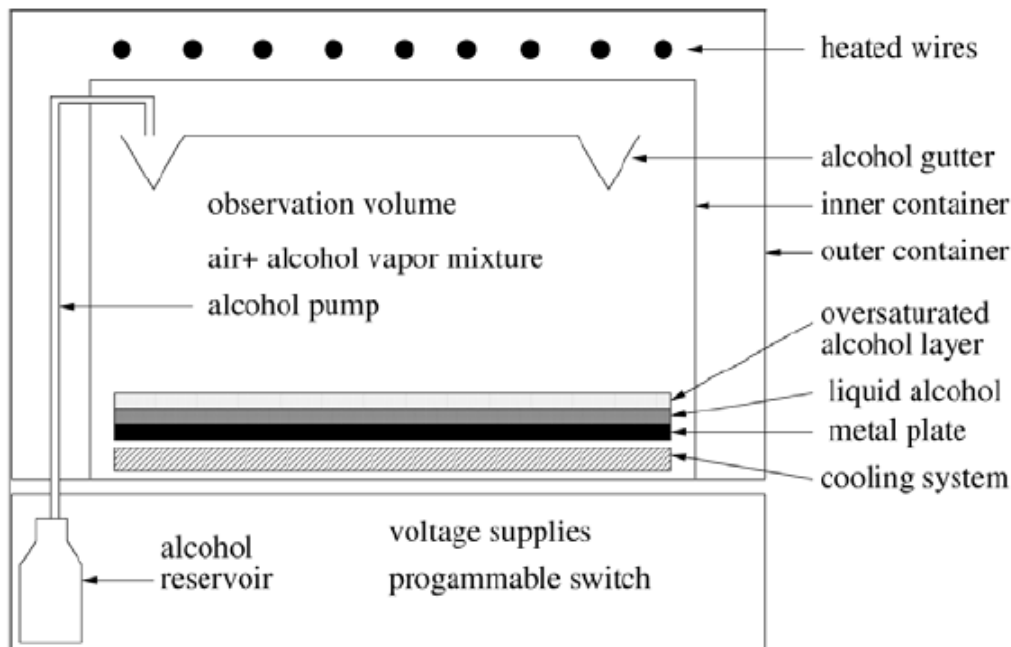 heated wires
alcohol gutter
observation volume
inner container
air+ alcohol vapor mixture
outer container
alcohol pump
oversaturated
alcohol layer
liquid alcohol
metal plate
cooling system
voltage supplies
alcohol
reservoir
progammable switch